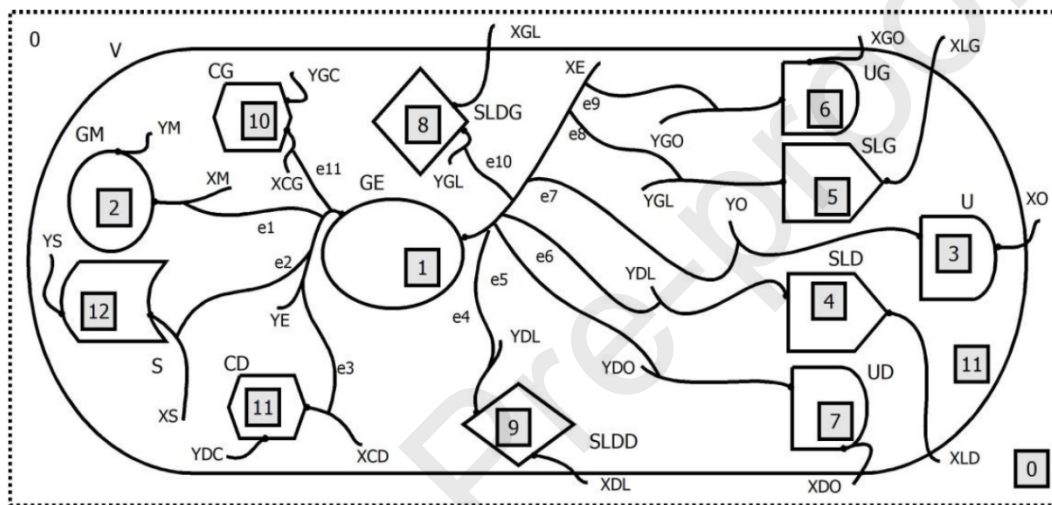 0
V
CG
YGC
10
XCG
e11
GM
YM
2
XM
e1
YS
12
S
XS
e2
YE
GE
1
CD
11
YDC
e3
XCD
XGL
SLDG
8
YGL
e10
XE
e9
e8
YGO
YGL
XGO
UG
6
XLG
SLG
5
e7
YO
U
3
XO
e6
YDL
SLD
4
XLD
e5
e4
YDL
9
SLDD
XDL
YDO
UD
7
XDO
11
0
Pre-proo